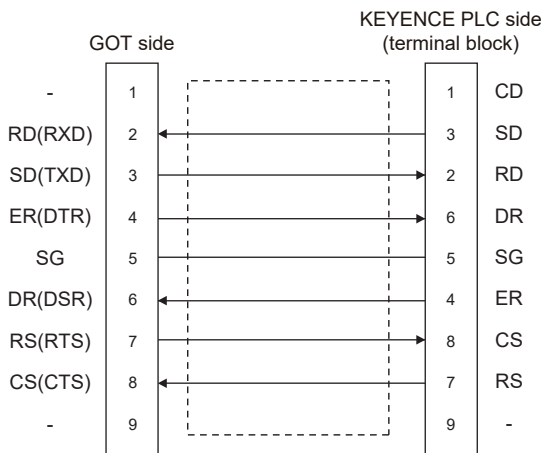 KEYENCE PLC side
GOT side (terminal block)
- 1 1 CD
RD(RXD) 2 3 SD
SD(TXD) 3 2 RD
ER(DTR) 4 6 DR
SG 5 5 SG
DR(DSR) 6 4 ER
RS(RTS) 7 8 CS
CS(CTS) 8 7 RS
- 9 9 -